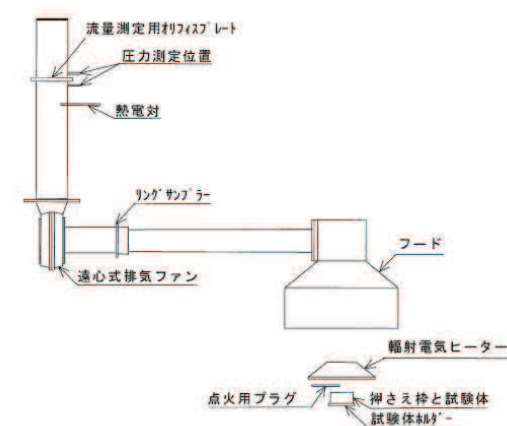 流量測定用ｵﾘﾌｨｽﾌﾟﾚｰﾄ
圧力測定位置
熱電対
ﾘﾝｸﾞｻﾝﾌﾟﾗｰ
フード
遠心式排気ファン
輻射電気ヒーター
点火用プラグ
押さえ枠と試験体
試験体ﾎﾙﾀﾞｰ